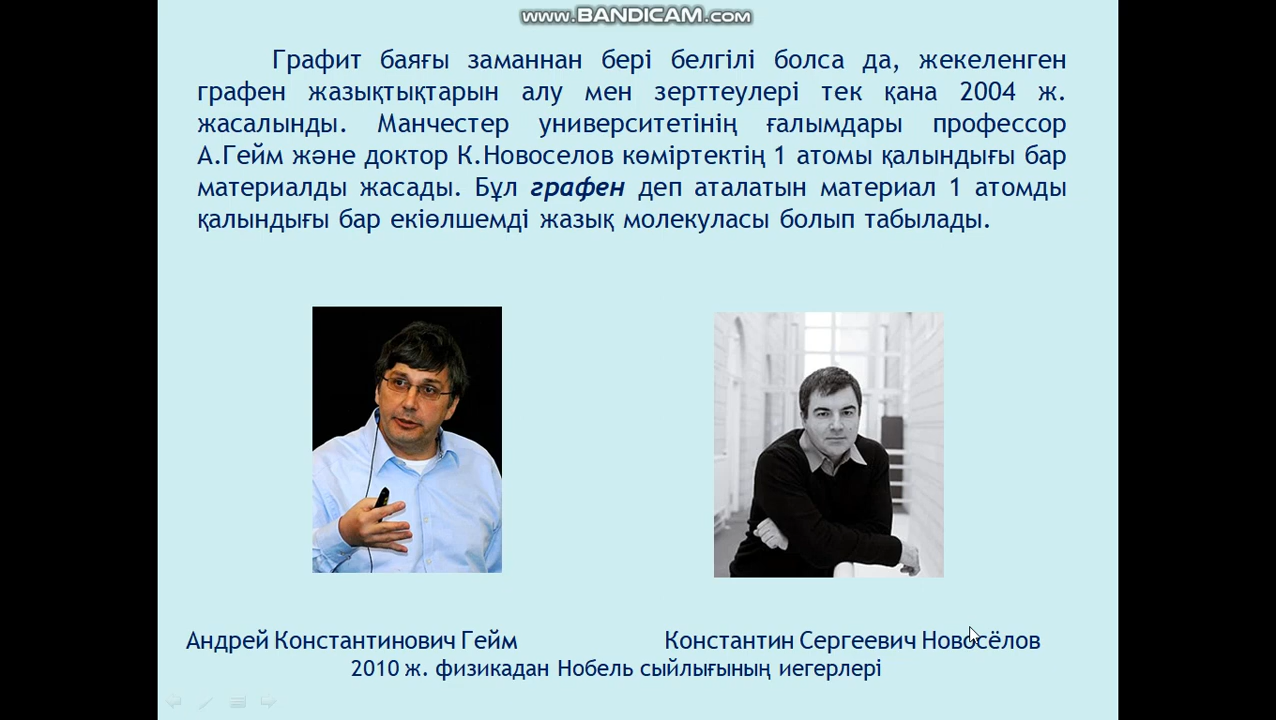 www.BANDICAM.com
Графит баяғы заманнан бері белгілі болса да, жекеленген
графен жазықтықтарын алу мен зерттеулері тек қана 2004 ж.
жасалынды. Манчестер университетінің ғалымдары профессор
А.Гейм және доктор К.Новоселов көміртектің 1 атомы қалындығы бар
материалды жасады. Бұл графен деп аталатын материал 1 атомды
қалындығы бар екіөлшемді жазық молекуласы болып табылады.
Андрей Константинович Гейм
Константин Сергеевич Новосёлов
2010 ж. физикадан Нобель сыйлығының иегерлері